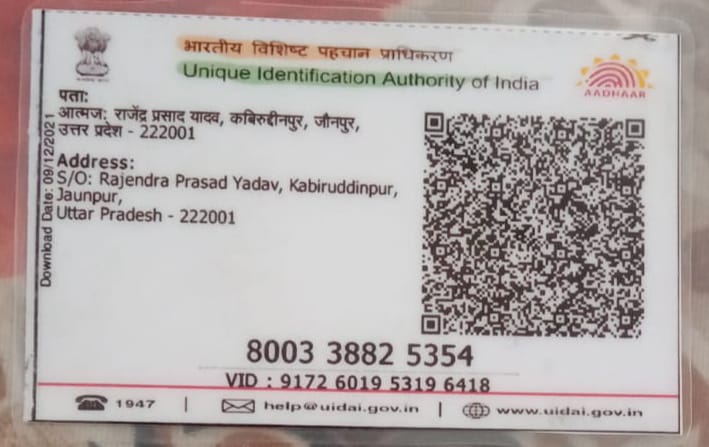 भारतीय विशिष्ट पहचान प्राधिकरण
Unique Identification Authority of India
AADHAAR
पता:
आत्मज: राजेंद्र प्रसाद यादव, कबिरुद्दीनपुर, जौनपुर,
उत्तर प्रदेश - 222001
Address:
S/O: Rajendra Prasad Yadav, Kabiruddinpur,
Jaunpur,
Uttar Pradesh - 222001
Download Date: 09/12/2021
8003 3882 5354
VID : 9172 6019 5319 6418
1947 | help@uidai.gov.in | www.uidai.gov.in